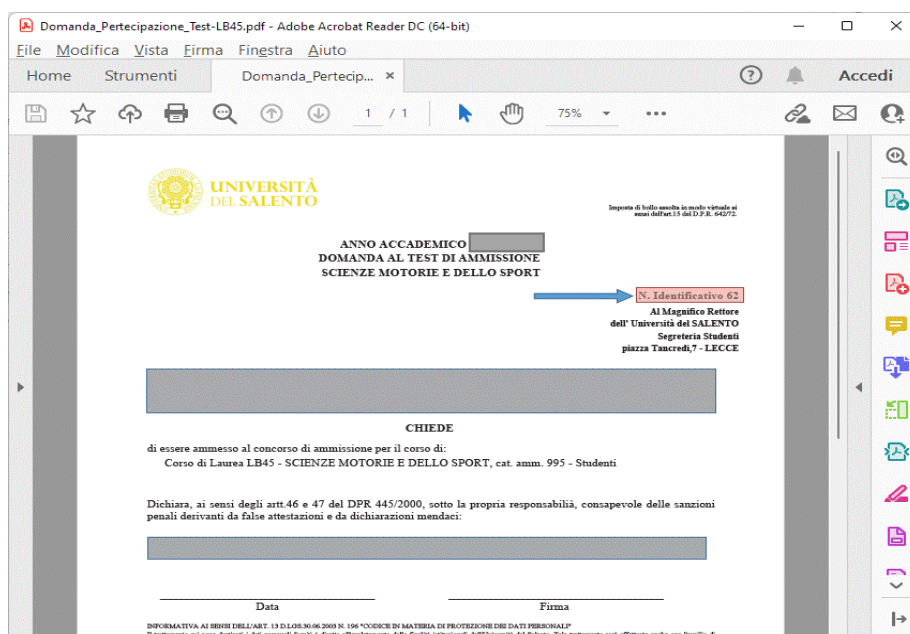 Domanda_Pertecipazione_Test-LB45.pdf - Adobe Acrobat Reader DC (64-bit)
File Modifica Vista Firma Finestra Aiuto
Home Strumenti Domanda_Pertecip... × Accedi
1 / 1 75%
UNIVERSITÀ
DEL SALENTO
Imposta di bollo assolta in modo virtuale ai
sensi dell'art.15 del D.P.R. 642/72.
ANNO ACCADEMICO
DOMANDA AL TEST DI AMMISSIONE
SCIENZE MOTORIE E DELLO SPORT
N. Identificativo 62
Al Magnifico Rettore
dell' Università del SALENTO
Segreteria Studenti
piazza Tancredi,7 - LECCE
CHIEDE
di essere ammesso al concorso di ammissione per il corso di:
Corso di Laurea LB45 - SCIENZE MOTORIE E DELLO SPORT, cat. amm. 995 - Studenti
Dichiara, ai sensi degli artt.46 e 47 del DPR 445/2000, sotto la propria responsabilià, consapevole delle sanzioni
penali derivanti da false attestazioni e da dichiarazioni mendaci:
Data Firma
INFORMATIVA AI SENSI DELL'ART. 13 D.LGS.30.06.2003 N. 196 "CODICE IN MATERIA DI PROTEZIONE DEI DATI PERSONALI"